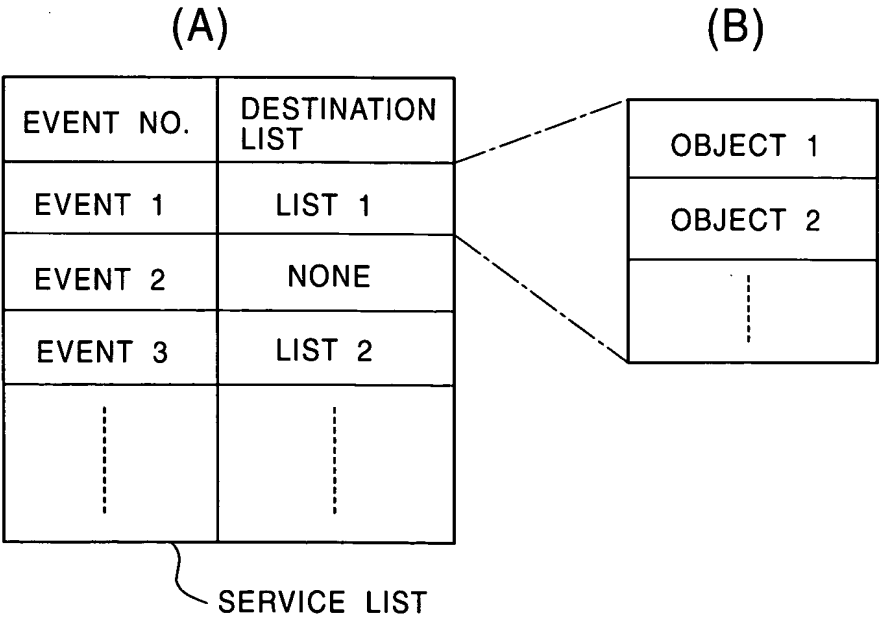 (A)
EVENT NO.
DESTINATION
LIST
EVENT 1
LIST 1
EVENT 2
NONE
EVENT 3
LIST 2
SERVICE LIST
(B)
OBJECT 1
OBJECT 2